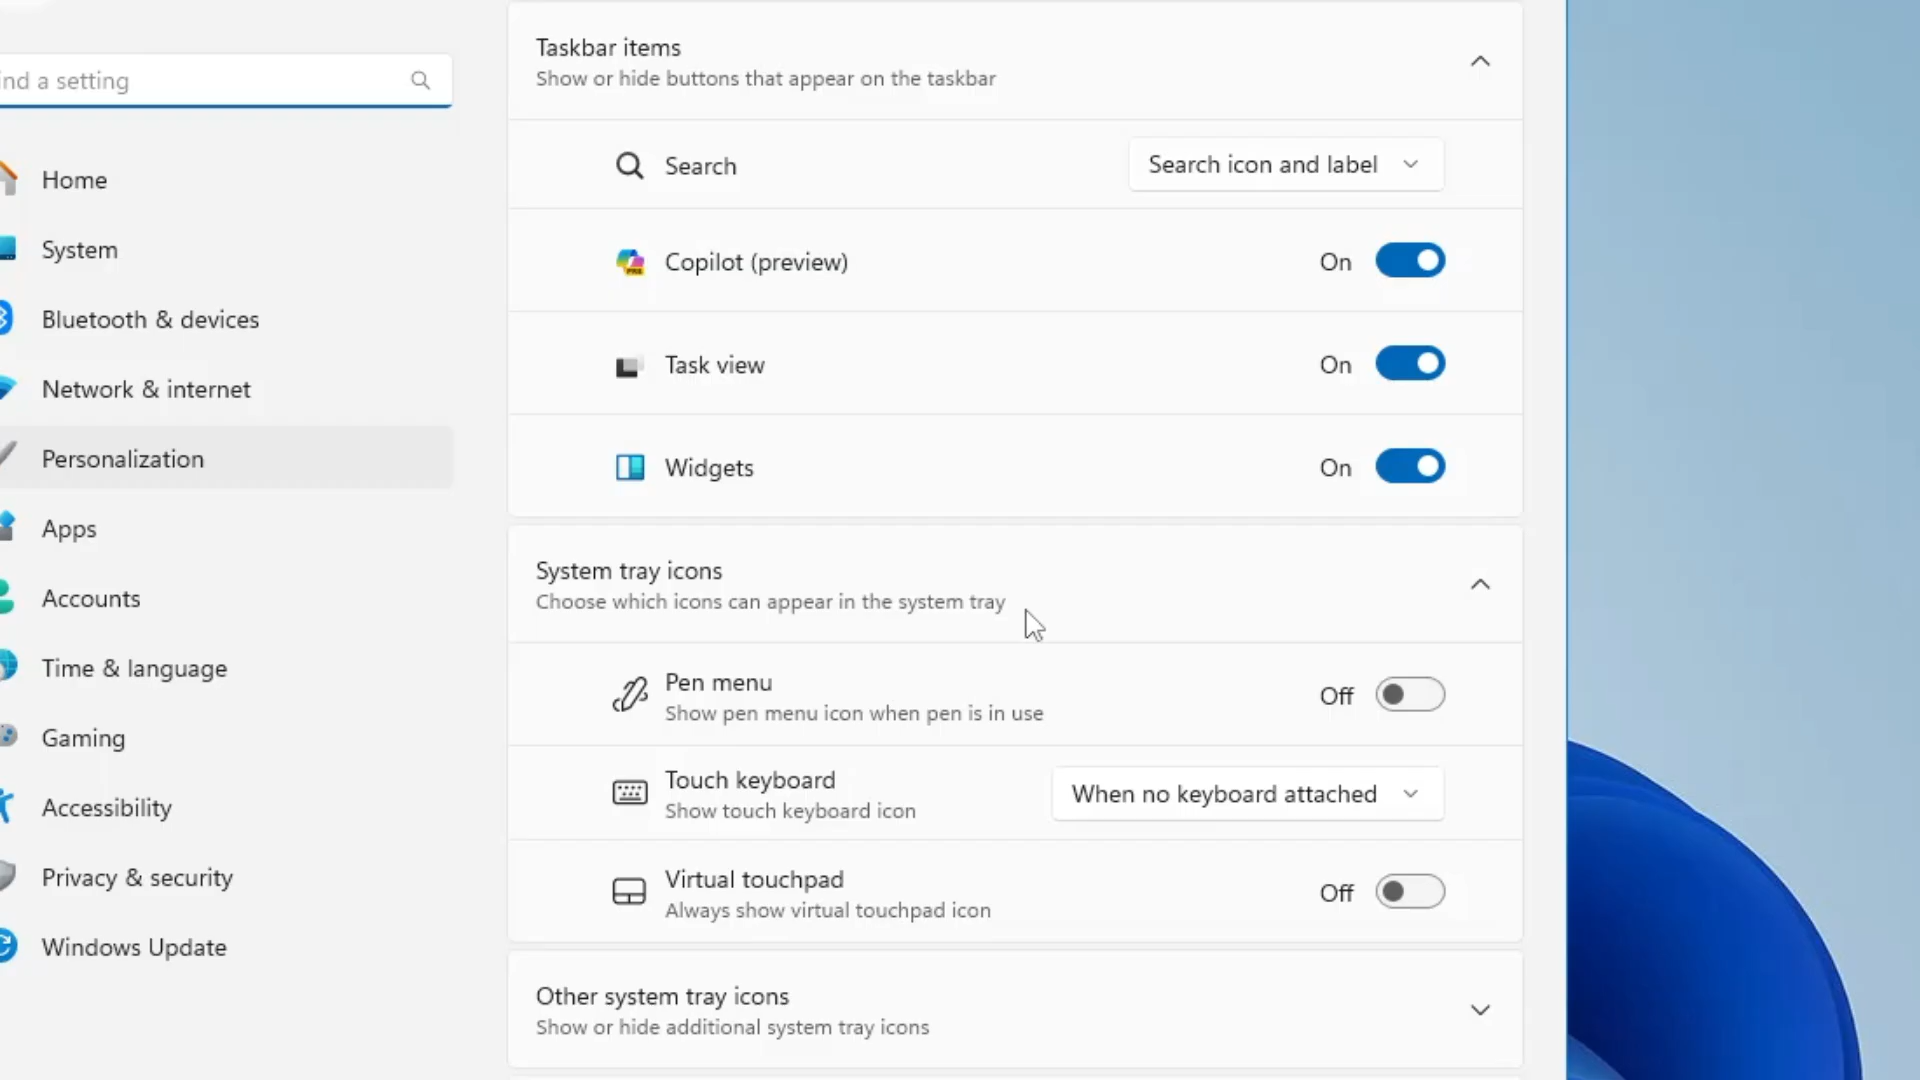 ind a setting
Home
System
Bluetooth & devices
Network & internet
Personalization
Apps
Accounts
Time & language
Gaming
Accessibility
Privacy & security
Windows Update
Taskbar items
Show or hide buttons that appear on the taskbar
Search
Search icon and label
Copilot (preview)
On
Task view
On
Widgets
On
System tray icons
Choose which icons can appear in the system tray
Pen menu
Show pen menu icon when pen is in use
Off
Touch keyboard
Show touch keyboard icon
When no keyboard attached
Virtual touchpad
Always show virtual touchpad icon
Off
Other system tray icons
Show or hide additional system tray icons